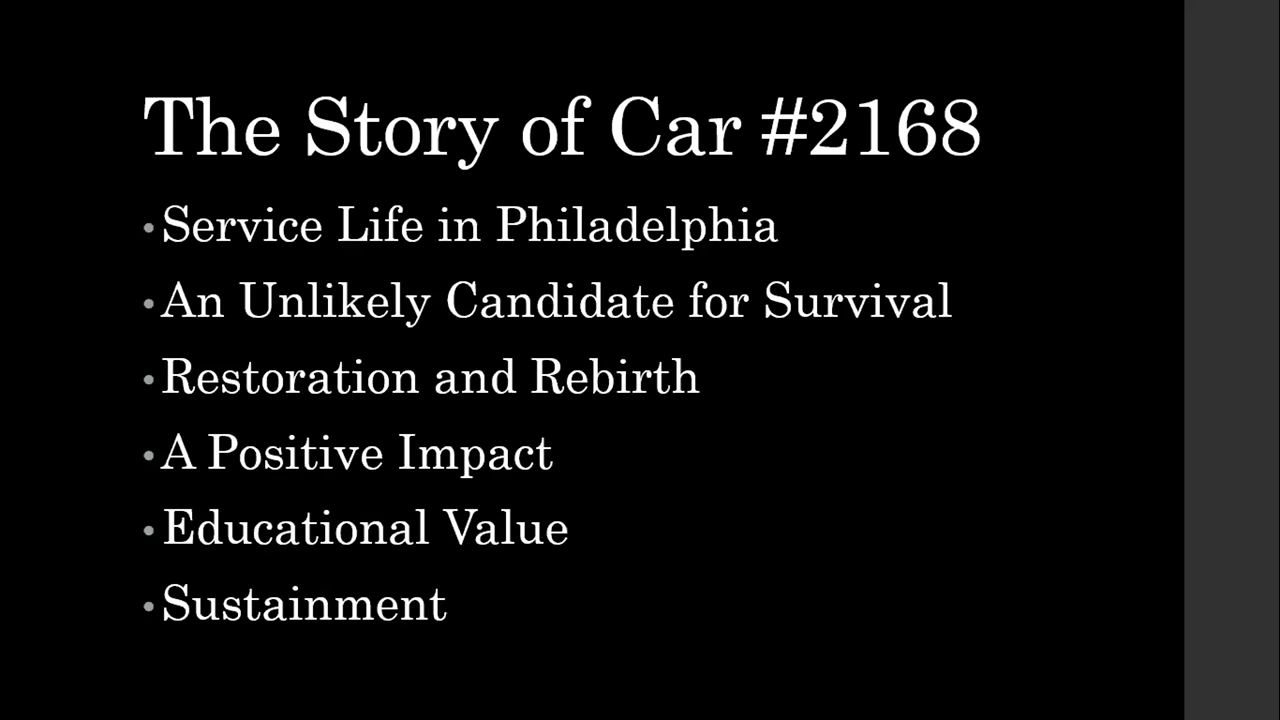 The Story of Car #2168
•Service Life in Philadelphia
•An Unlikely Candidate for Survival
•Restoration and Rebirth
•A Positive Impact
•Educational Value
•Sustainment